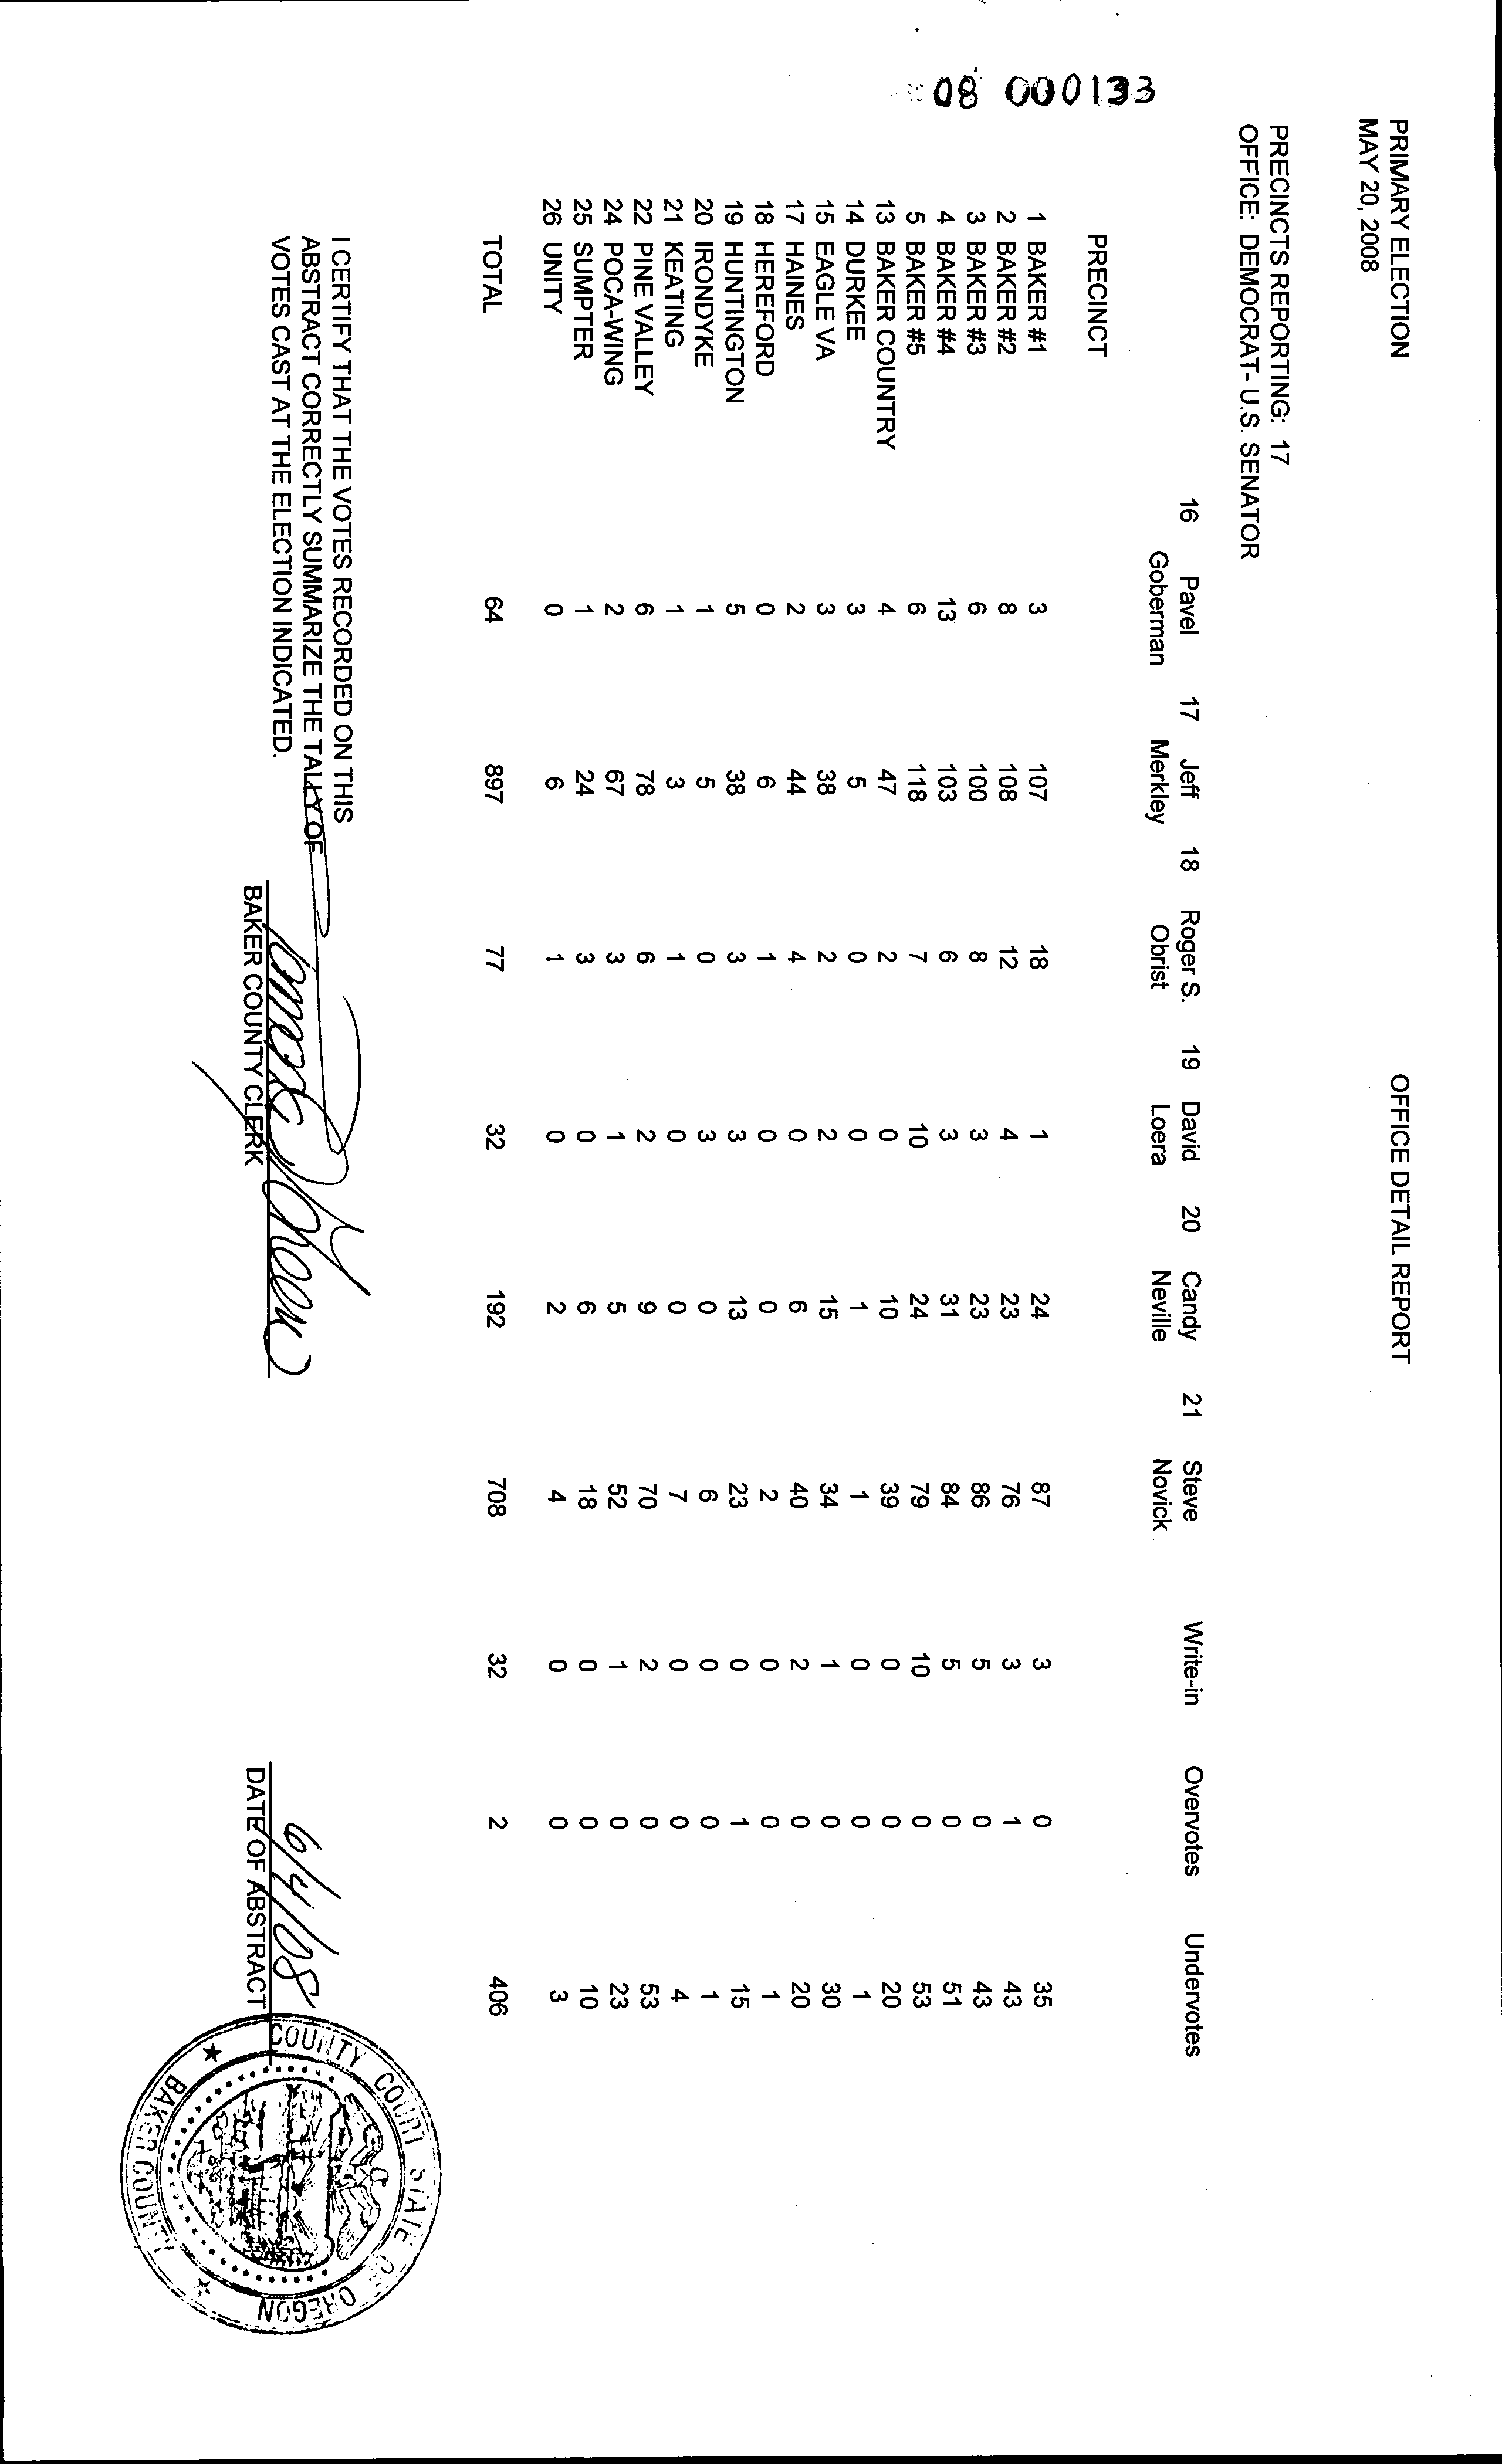 08 000133
PRIMARY ELECTION OFFICE DETAIL REPORT
MAY 20, 2008
PRECINCTS REPORTING: 17
OFFICE: DEMOCRAT- U.S. SENATOR
16 Pavel 17 Jeff 18 Roger S. 19 David 20 Candy 21 Steve Write-in Overvotes Undervotes
Goberman Merkley Obrist Loera Neville Novick
PRECINCT
1 BAKER #1 3 107 18 1 24 87 3 0 35
2 BAKER #2 8 108 12 4 23 76 3 1 43
3 BAKER #3 6 100 8 3 23 86 5 0 43
4 BAKER #4 13 103 6 3 31 84 5 0 51
5 BAKER #5 6 118 7 10 24 79 10 0 53
13 BAKER COUNTRY 4 47 2 0 10 39 0 0 20
14 DURKEE 3 5 0 0 1 1 0 0 1
15 EAGLE VA 3 38 2 2 15 34 1 0 30
17 HAINES 2 44 4 0 6 40 2 0 20
18 HEREFORD 0 6 1 0 0 2 0 0 1
19 HUNTINGTON 5 38 3 3 13 23 0 1 15
20 IRONDYKE 1 5 0 3 0 6 0 0 1
21 KEATING 1 3 1 0 0 7 0 0 4
22 PINE VALLEY 6 78 6 2 9 70 2 0 53
24 POCA-WING 2 67 3 1 5 52 1 0 23
25 SUMPTER 1 24 3 0 6 18 0 0 10
26 UNITY 0 6 1 0 2 4 0 0 3
TOTAL 64 897 77 32 192 708 32 2 406
I CERTIFY THAT THE VOTES RECORDED ON THIS
ABSTRACT CORRECTLY SUMMARIZE THE TALLY OF
VOTES CAST AT THE ELECTION INDICATED.
6/4/08
BAKER COUNTY CLERK DATE OF ABSTRACT
COUNTY COURT STATE OF OREGON
BAKER COUNTY